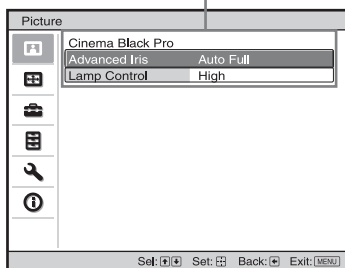 Picture
Cinema Black Pro
Advanced Iris Auto Full
Lamp Control High
Sel: Set: Back: Exit: MENU